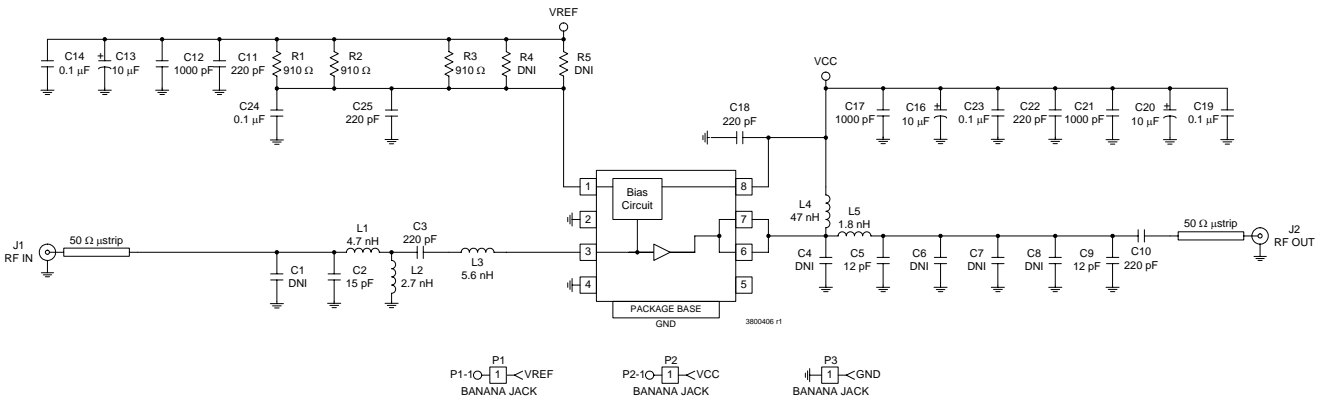 VREF
C14
0.1 µF
C13
10 µF
+
C12
1000 pF
C11
220 pF
R1
910 Ω
R2
910 Ω
R3
910 Ω
R4
DNI
R5
DNI
C24
0.1 µF
C25
220 pF
VCC
C18
220 pF
C17
1000 pF
C16
10 µF
+
C23
0.1 µF
C22
220 pF
C21
1000 pF
C20
10 µF
+
C19
0.1 µF
1
2
3
4
Bias
Circuit
8
7
6
5
PACKAGE BASE
GND
3800406 r1
J1
RF IN
50 Ω µstrip
C1
DNI
C2
15 pF
L1
4.7 nH
L2
2.7 nH
C3
220 pF
L3
5.6 nH
L4
47 nH
L5
1.8 nH
C4
DNI
C5
12 pF
C6
DNI
C7
DNI
C8
DNI
C9
12 pF
C10
220 pF
50 Ω µstrip
J2
RF OUT
P1
P1-1 1 VREF
BANANA JACK
P2
P2-1 1 VCC
BANANA JACK
P3
1 GND
BANANA JACK